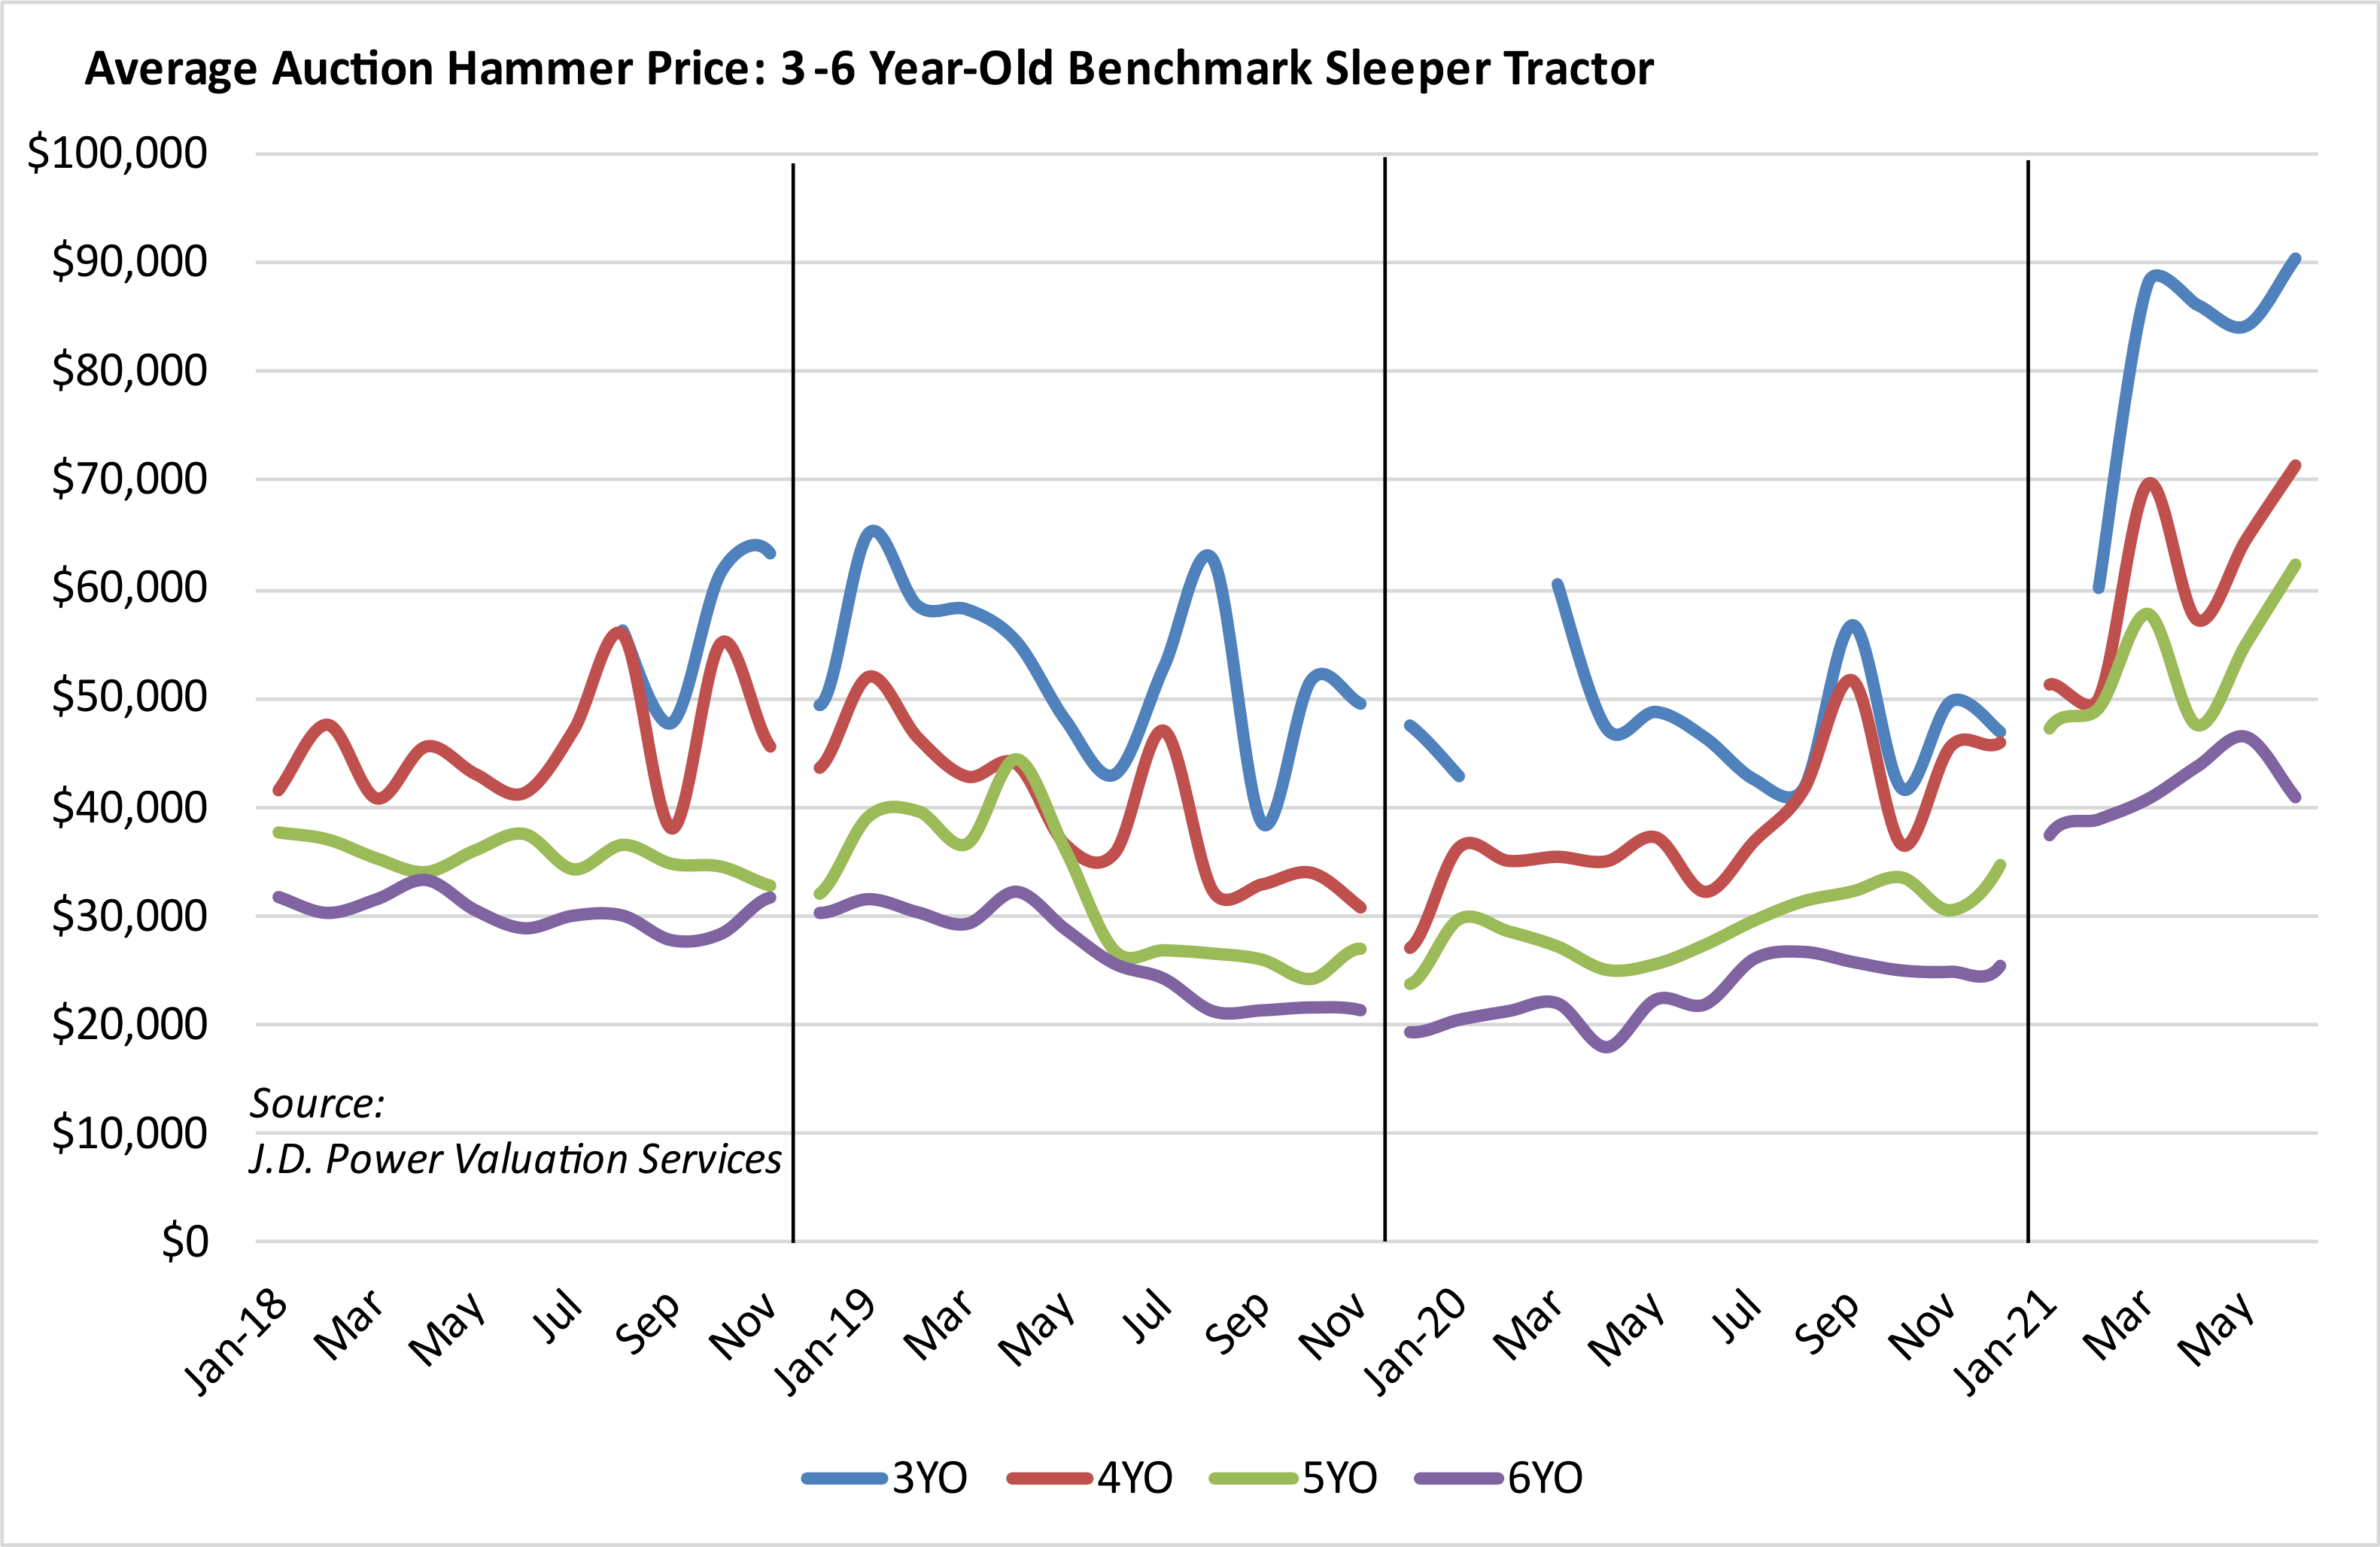 Average Auction Hammer Price: 3 -6 Year-Old Benchmark Sleeper Tractor
$100,000
$90,000
$80,000
$70,000
$60,000
$50,000
$40,000
$30,000
$20,000
$10,000
$0
Source:
J.D. Power Valuation Services
Jan-18 Mar May Jul Sep Nov Jan-19 Mar May Jul Sep Nov Jan-20 Mar May Jul Sep Nov Jan-21 Mar May
3YO 4YO 5YO 6YO